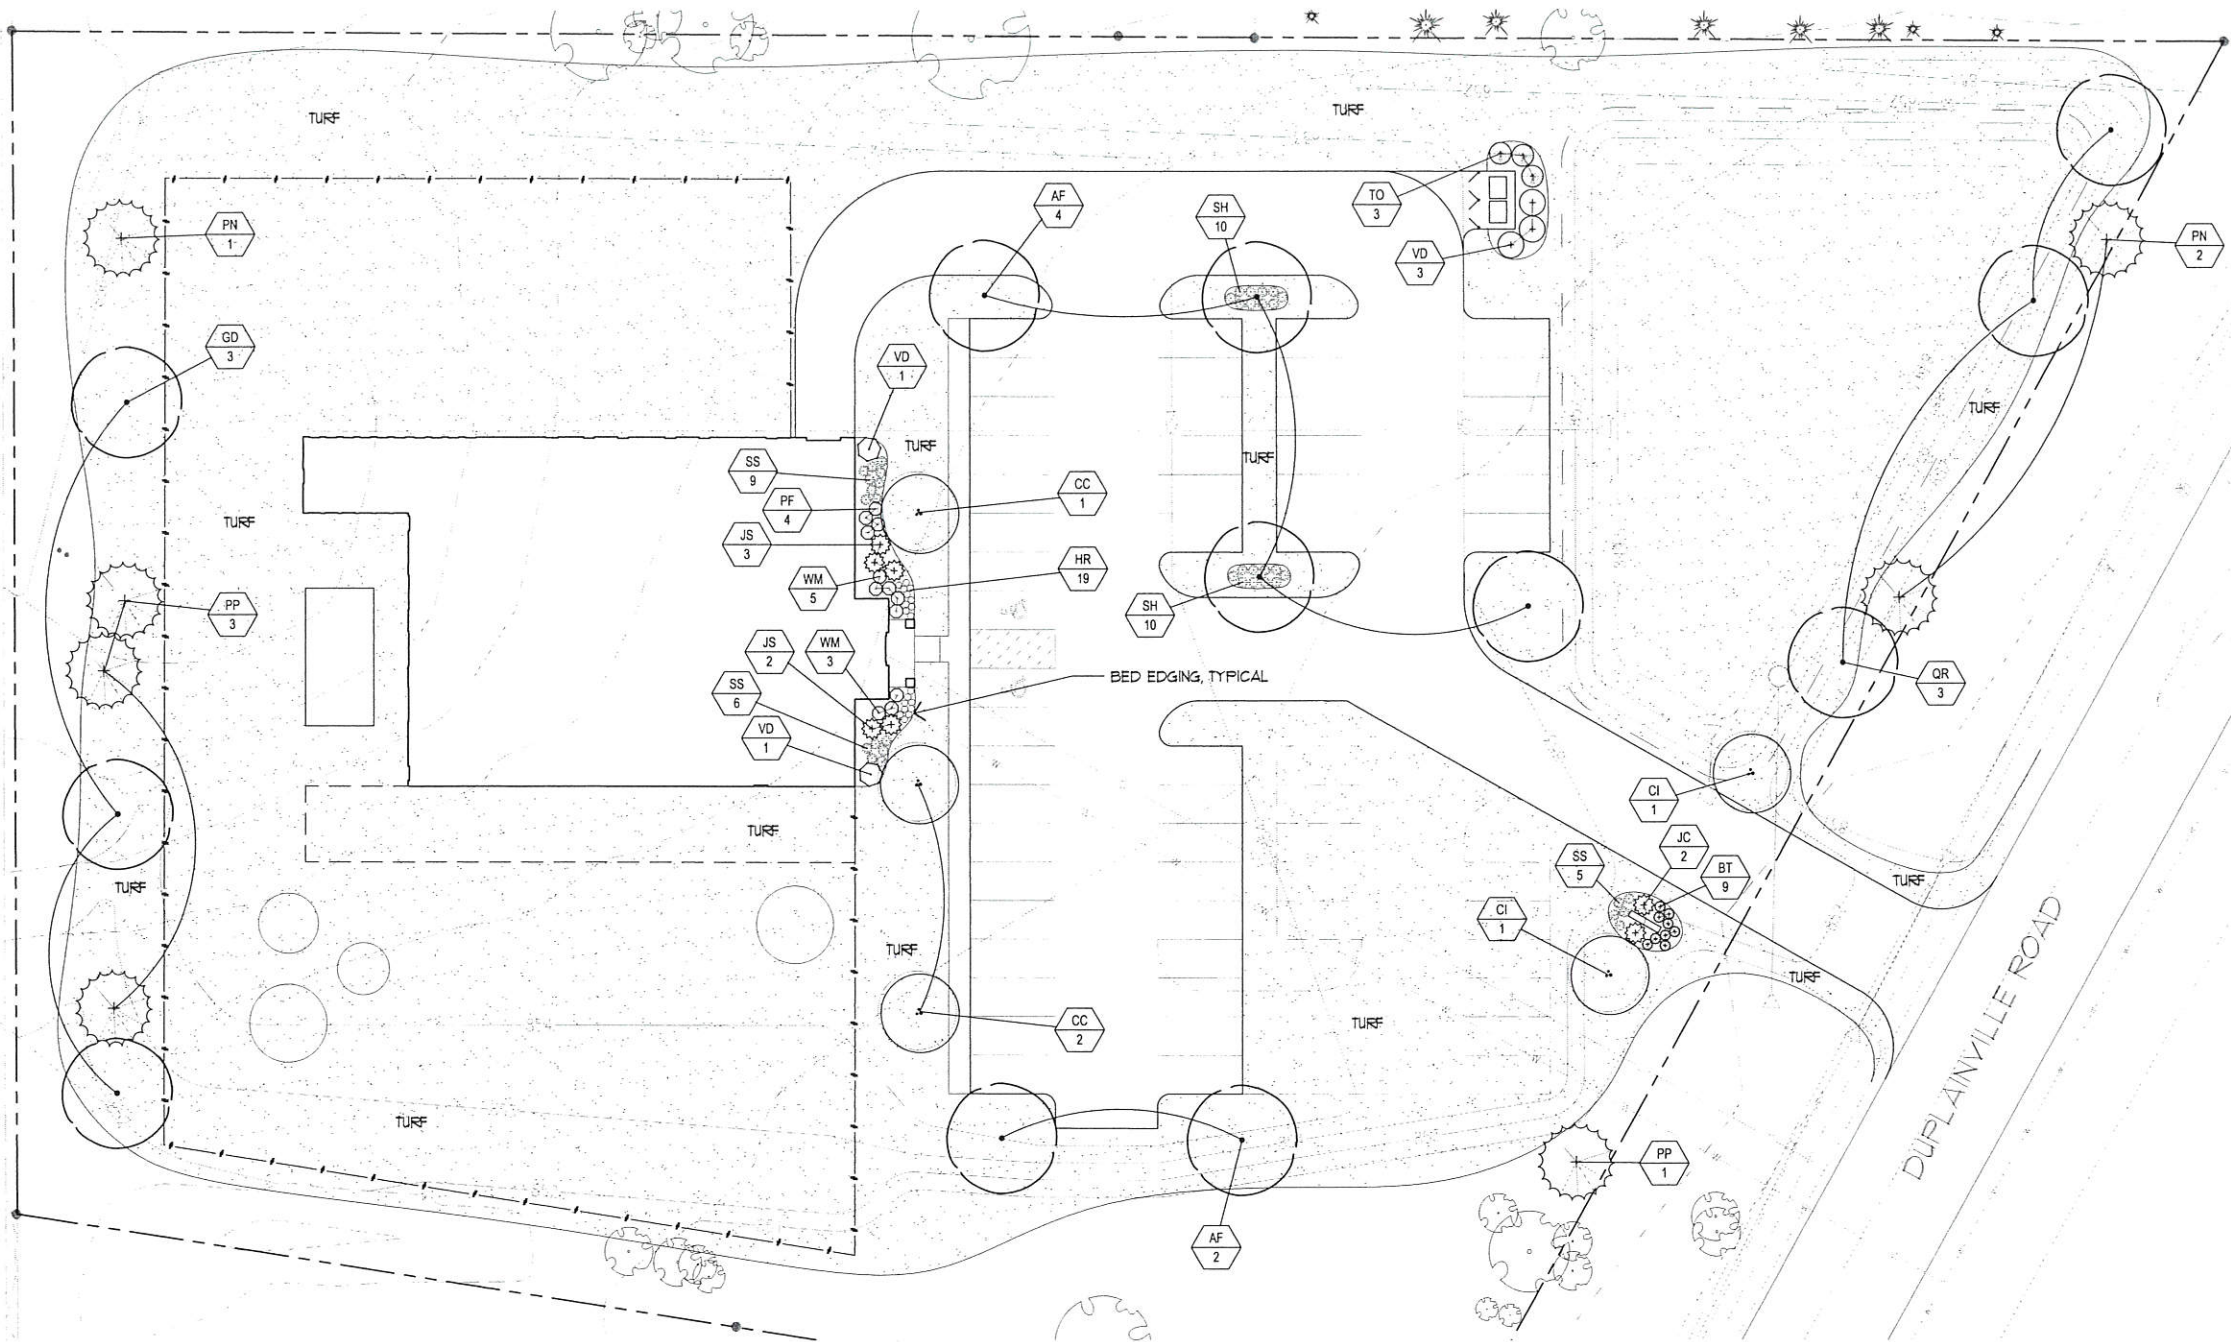 TURF
TURF
PN
1
AF
4
SH
10
TO
3
VD
3
PN
2
GD
3
VD
1
TURF
TURF
TURF
SS
9
PF
4
CC
1
TURF
JS
3
WM
5
HR
19
PP
3
SH
10
JS
2
WM
3
SS
6
BED EDGING, TYPICAL
QR
3
VD
1
CI
1
TURF
JC
2
SS
5
BT
9
TURF
TURF
CI
1
TURF
TURF
DUPLAINVILLE ROAD
CC
2
TURF
TURF
PP
1
AF
2